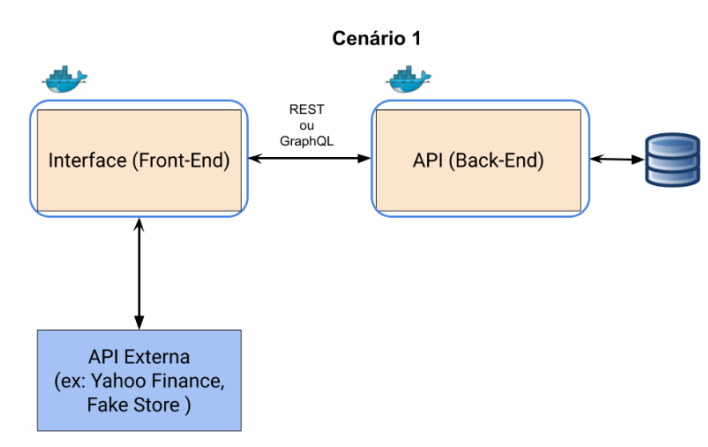 Cenário 1
REST
ou
GraphQL
Interface (Front-End)
API (Back-End)
API Externa
(ex: Yahoo Finance,
Fake Store )